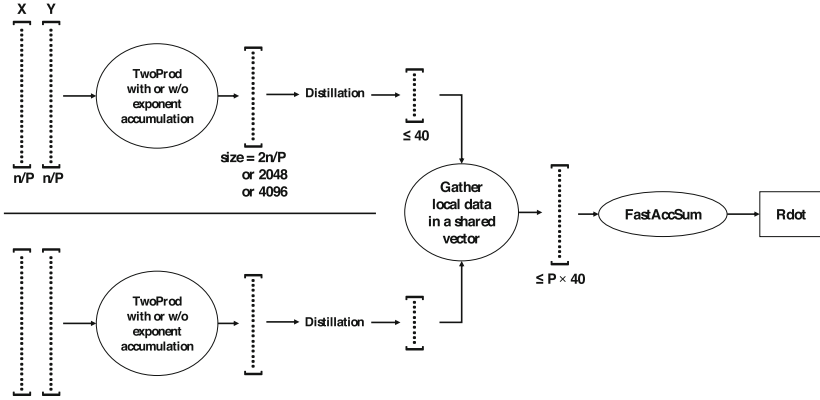 X Y
TwoProd
with or w/o
exponent
accumulation
Distillation
n/P n/P
size = 2n/P
or 2048
or 4096
≤ 40
Gather
local data
in a shared
vector
≤ P × 40
FastAccSum
Rdot
TwoProd
with or w/o
exponent
accumulation
Distillation